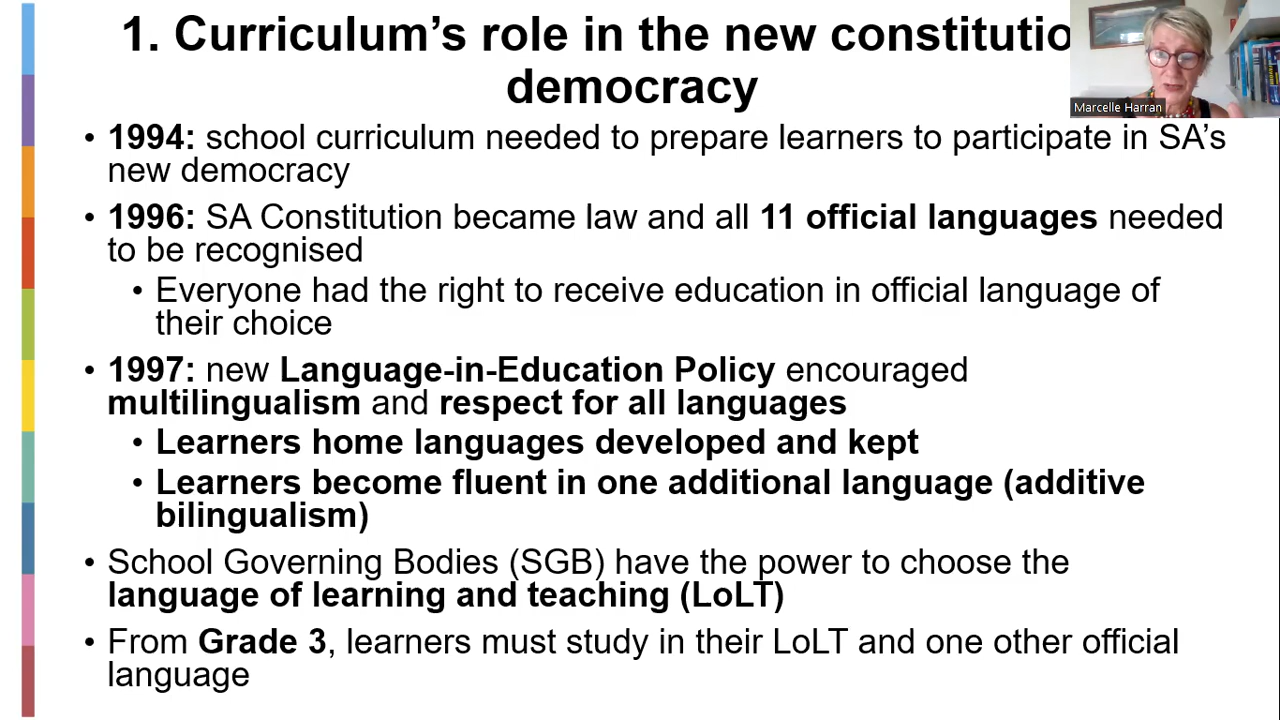 1. Curriculum's role in the new constitutio
democracy
Marcelle Harran
• 1994: school curriculum needed to prepare learners to participate in SA's
new democracy
• 1996: SA Constitution became law and all 11 official languages needed
to be recognised
• Everyone had the right to receive education in official language of
their choice
• 1997: new Language-in-Education Policy encouraged
multilingualism and respect for all languages
• Learners home languages developed and kept
• Learners become fluent in one additional language (additive
bilingualism)
• School Governing Bodies (SGB) have the power to choose the
language of learning and teaching (LoLT)
• From Grade 3, learners must study in their LoLT and one other official
language